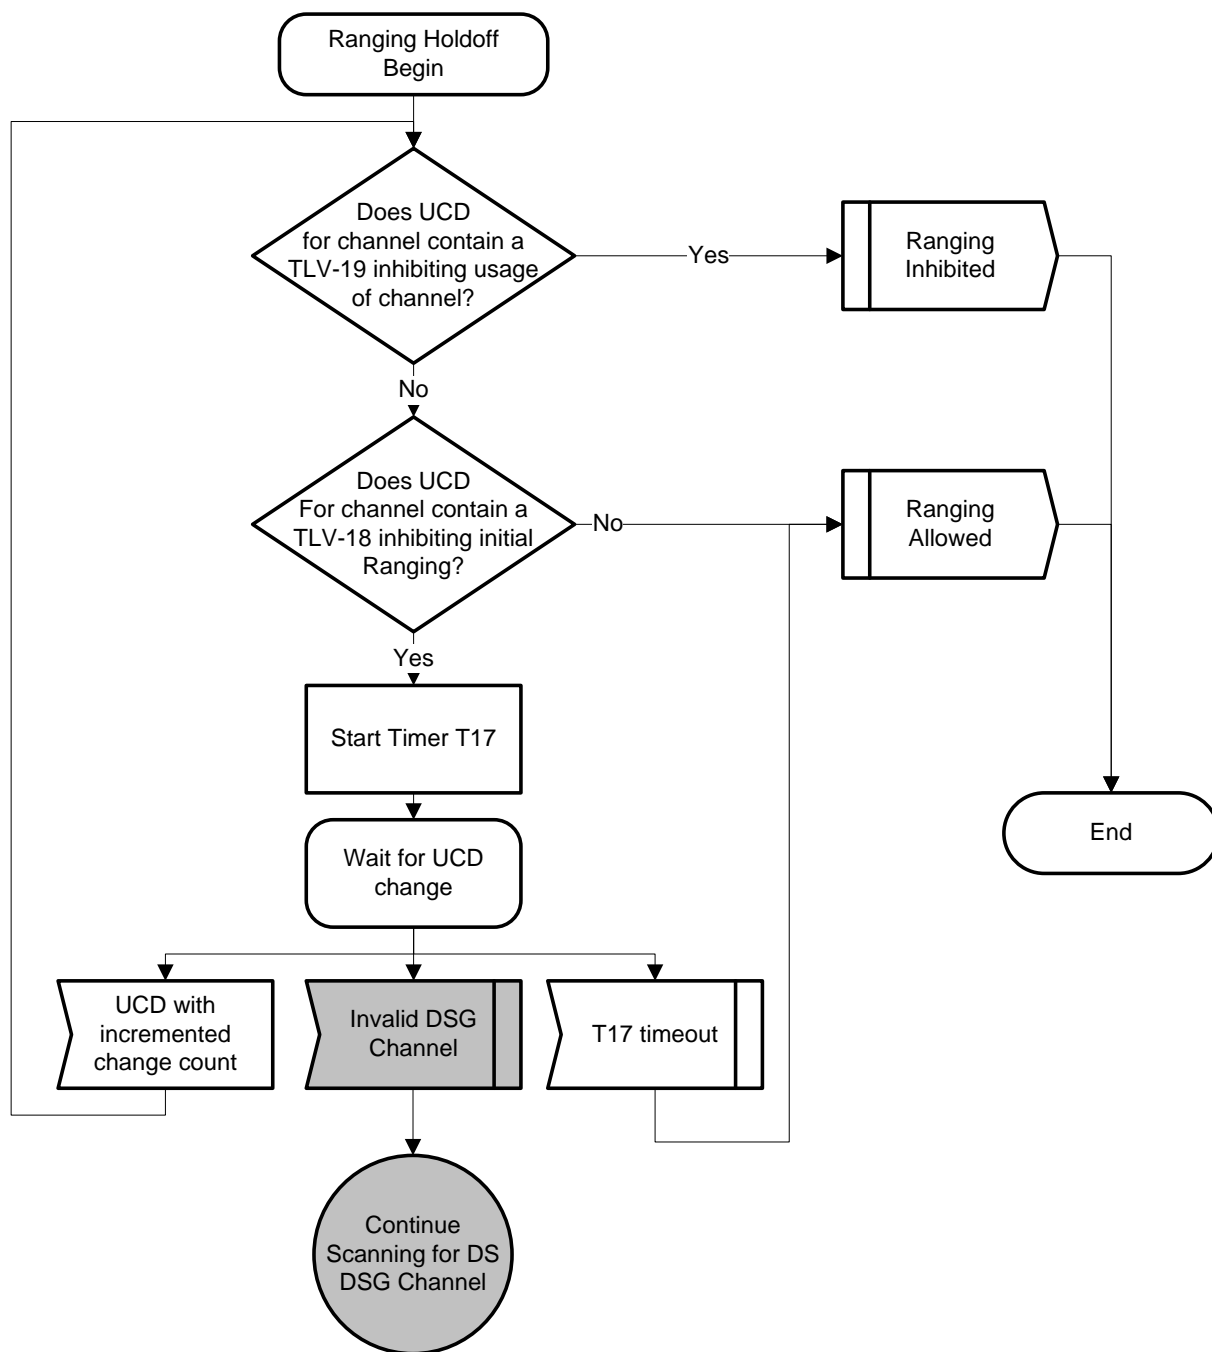 Ranging Holdoff
Begin
Does UCD
for channel contain a
TLV-19 inhibiting usage
of channel?
Yes
Ranging
Inhibited
No
Does UCD
For channel contain a
TLV-18 inhibiting initial
Ranging?
No
Ranging
Allowed
Yes
Start Timer T17
Wait for UCD
change
End
UCD with
incremented
change count
Invalid DSG
Channel
T17 timeout
Continue
Scanning for DS
DSG Channel